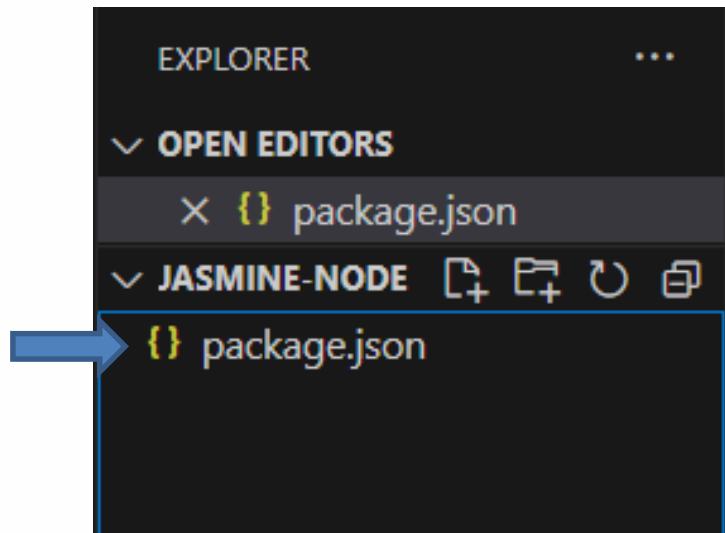 EXPLORER
OPEN EDITORS
{} package.json
JASMINE-NODE
{} package.json